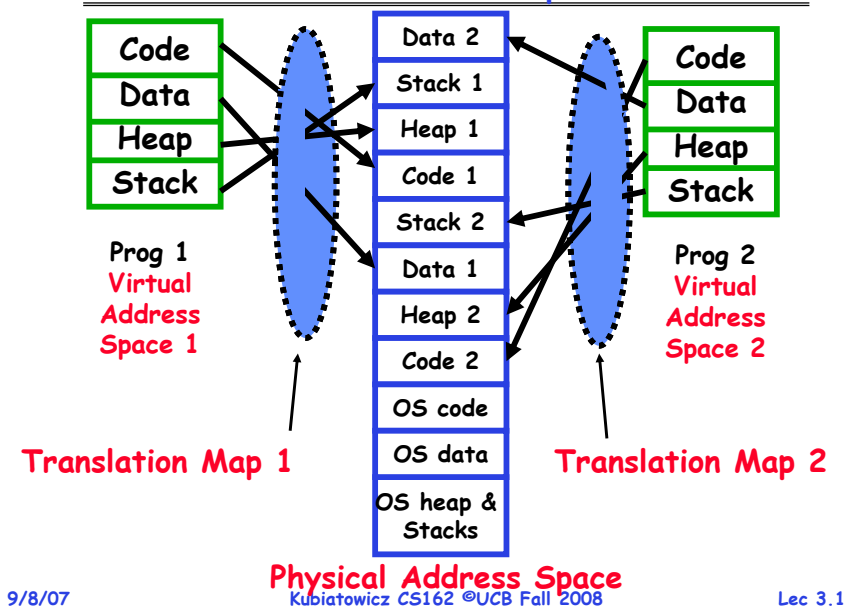 Code
Data
Heap
Stack
Prog 1
Virtual
Address
Space 1
Data 2
Stack 1
Heap 1
Code 1
Stack 2
Data 1
Heap 2
Code 2
OS code
OS data
OS heap &
Stacks
Code
Data
Heap
Stack
Prog 2
Virtual
Address
Space 2
Translation Map 1
Translation Map 2
Physical Address Space
9/8/07
Kubiatowicz CS162 ©UCB Fall 2008
Lec 3.1